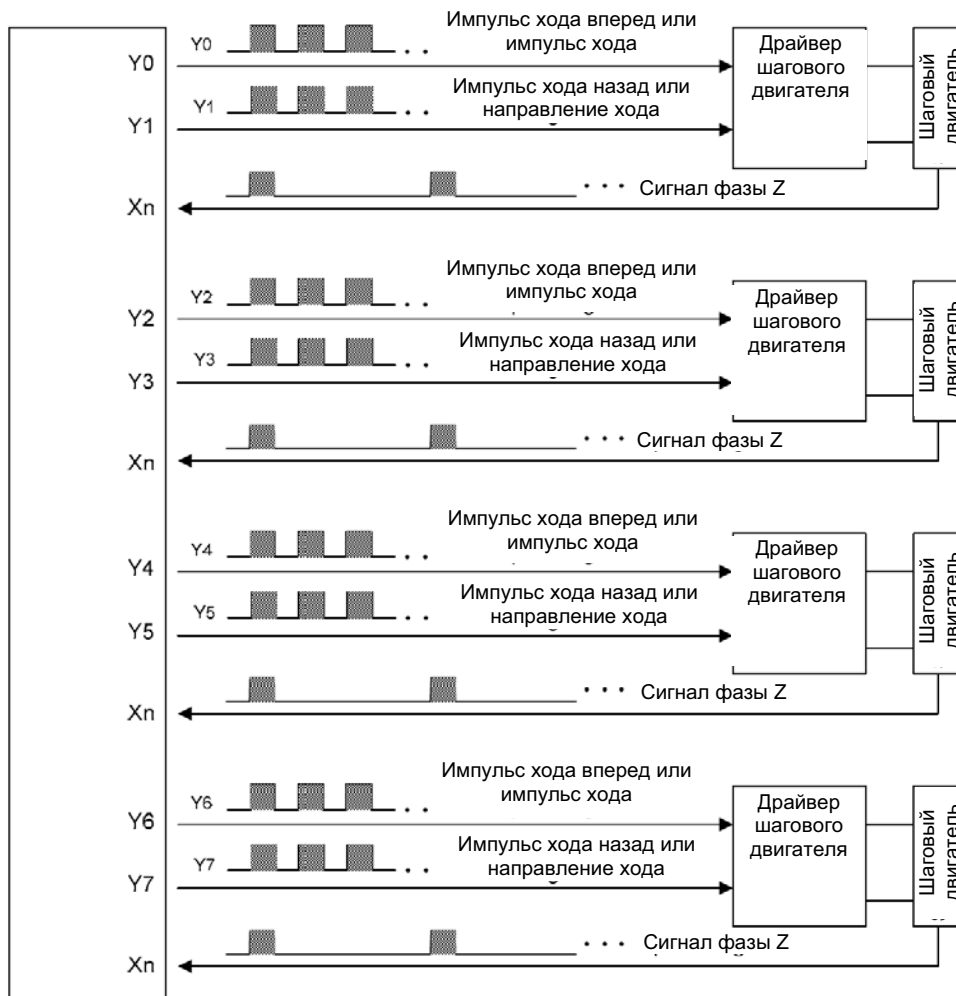 Y0
Y0
Импульс хода вперед или
импульс хода
Драйвер
шагового
двигателя
Шаговый
двигатель
Y1
Y1
Импульс хода назад или
направление хода
Xn
Сигнал фазы Z
Y2
Y2
Импульс хода вперед или
импульс хода
Драйвер
шагового
двигателя
Шаговый
двигатель
Y3
Y3
Импульс хода назад или
направление хода
Xn
Сигнал фазы Z
Y4
Y4
Импульс хода вперед или
импульс хода
Драйвер
шагового
двигателя
Шаговый
двигатель
Y5
Y5
Импульс хода назад или
направление хода
Xn
Сигнал фазы Z
Y6
Y6
Импульс хода вперед или
импульс хода
Драйвер
шагового
двигателя
Шаговый
двигатель
Y7
Y7
Импульс хода назад или
направление хода
Xn
Сигнал фазы Z